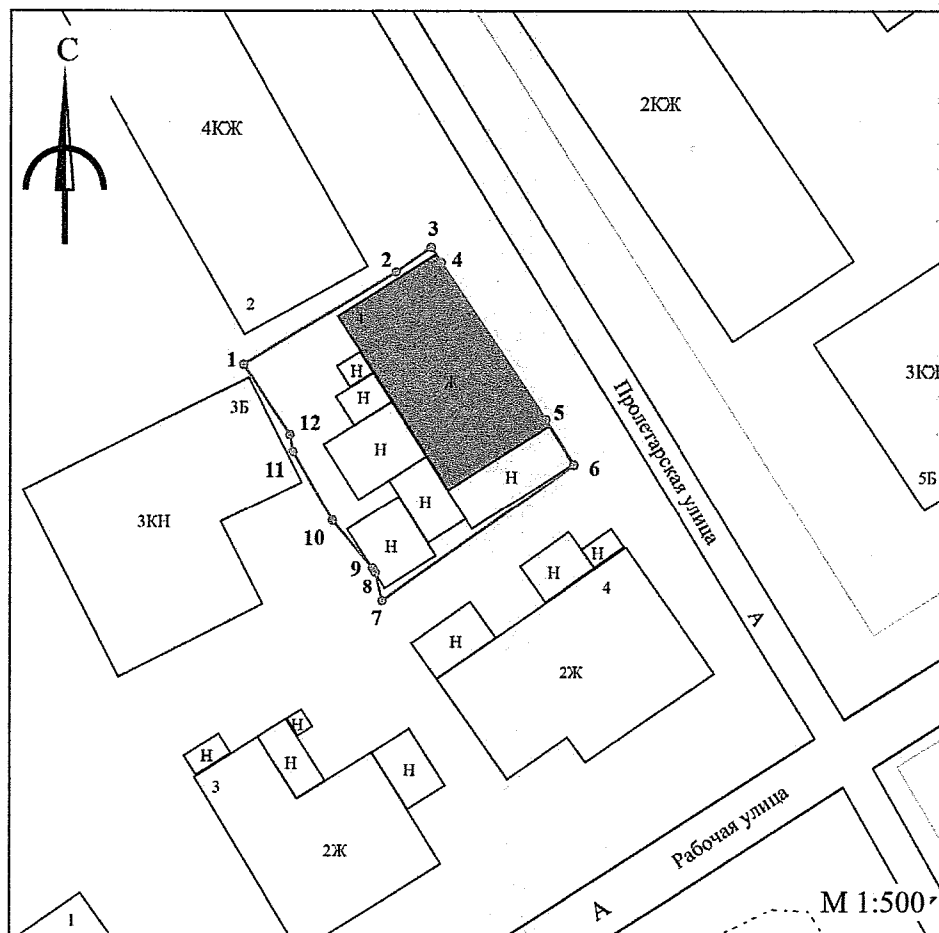 С
4КЖ
2КЖ
3
2
4
2
1
1
3КЖ
Н
3Б
Ж
Н
5
12
Н
11
Н
6
5Б
Пролетарская улица
Н
3КН
10
Н
9
Н
Н
8
4
7
А
Н
2Ж
Н
Н
Н
Н
3
Рабочая улица
2Ж
М 1:500
А
1